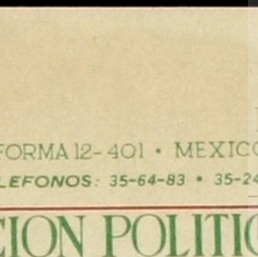 FORMA 12-401 • MEXICO
LEFONOS: 35-64-83 • 35-24
CION POLITIC